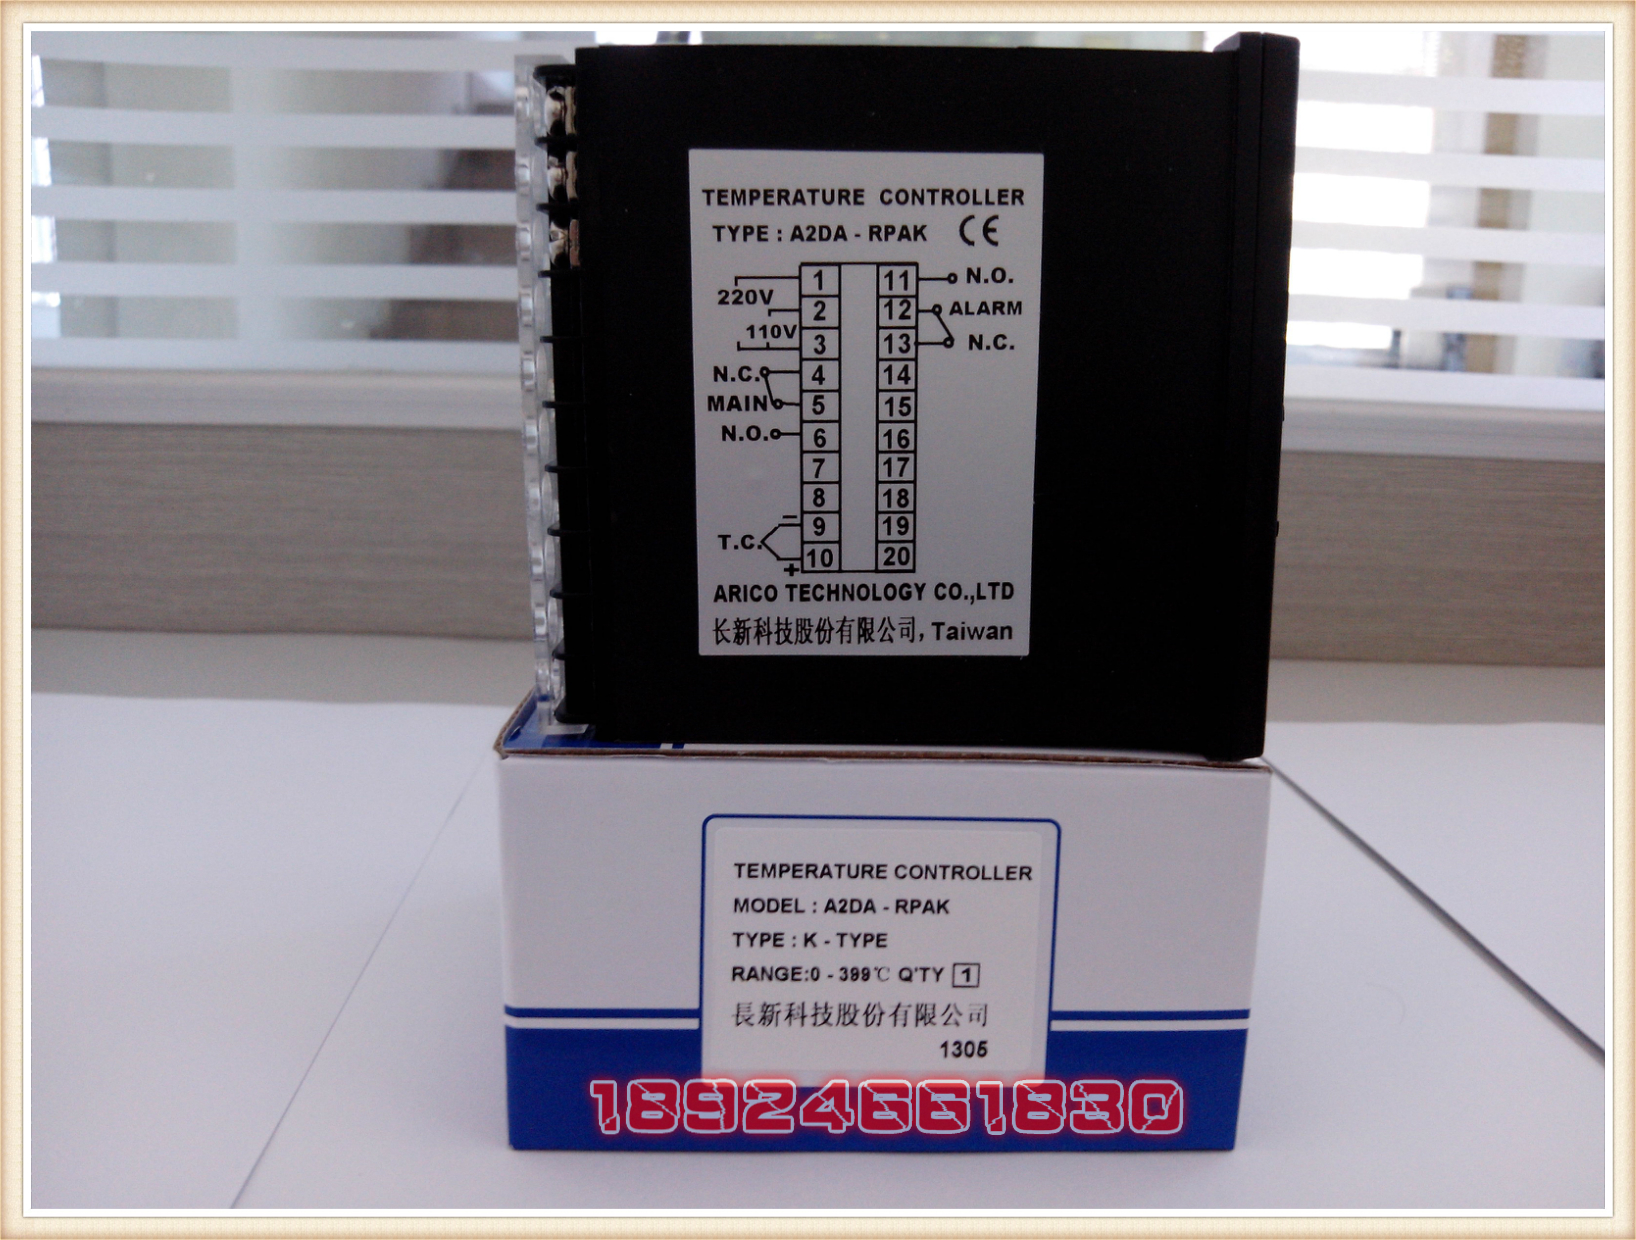 TEMPERATURE CONTROLLER
TYPE : A2DA - RPAK CE
1 11 N.O.
220V
2 12 ALARM
110V
3 13 N.C.
N.C. 4 14
MAIN 5 15
N.O. 6 16
7 17
8 18
- 9 19
T.C.
+ 10 20
ARICO TECHNOLOGY CO.,LTD
长新科技股份有限公司, Taiwan
TEMPERATURE CONTROLLER
MODEL : A2DA - RPAK
TYPE : K - TYPE
RANGE:0 - 399℃ Q'TY 1
長新科技股份有限公司
1305
18924661830